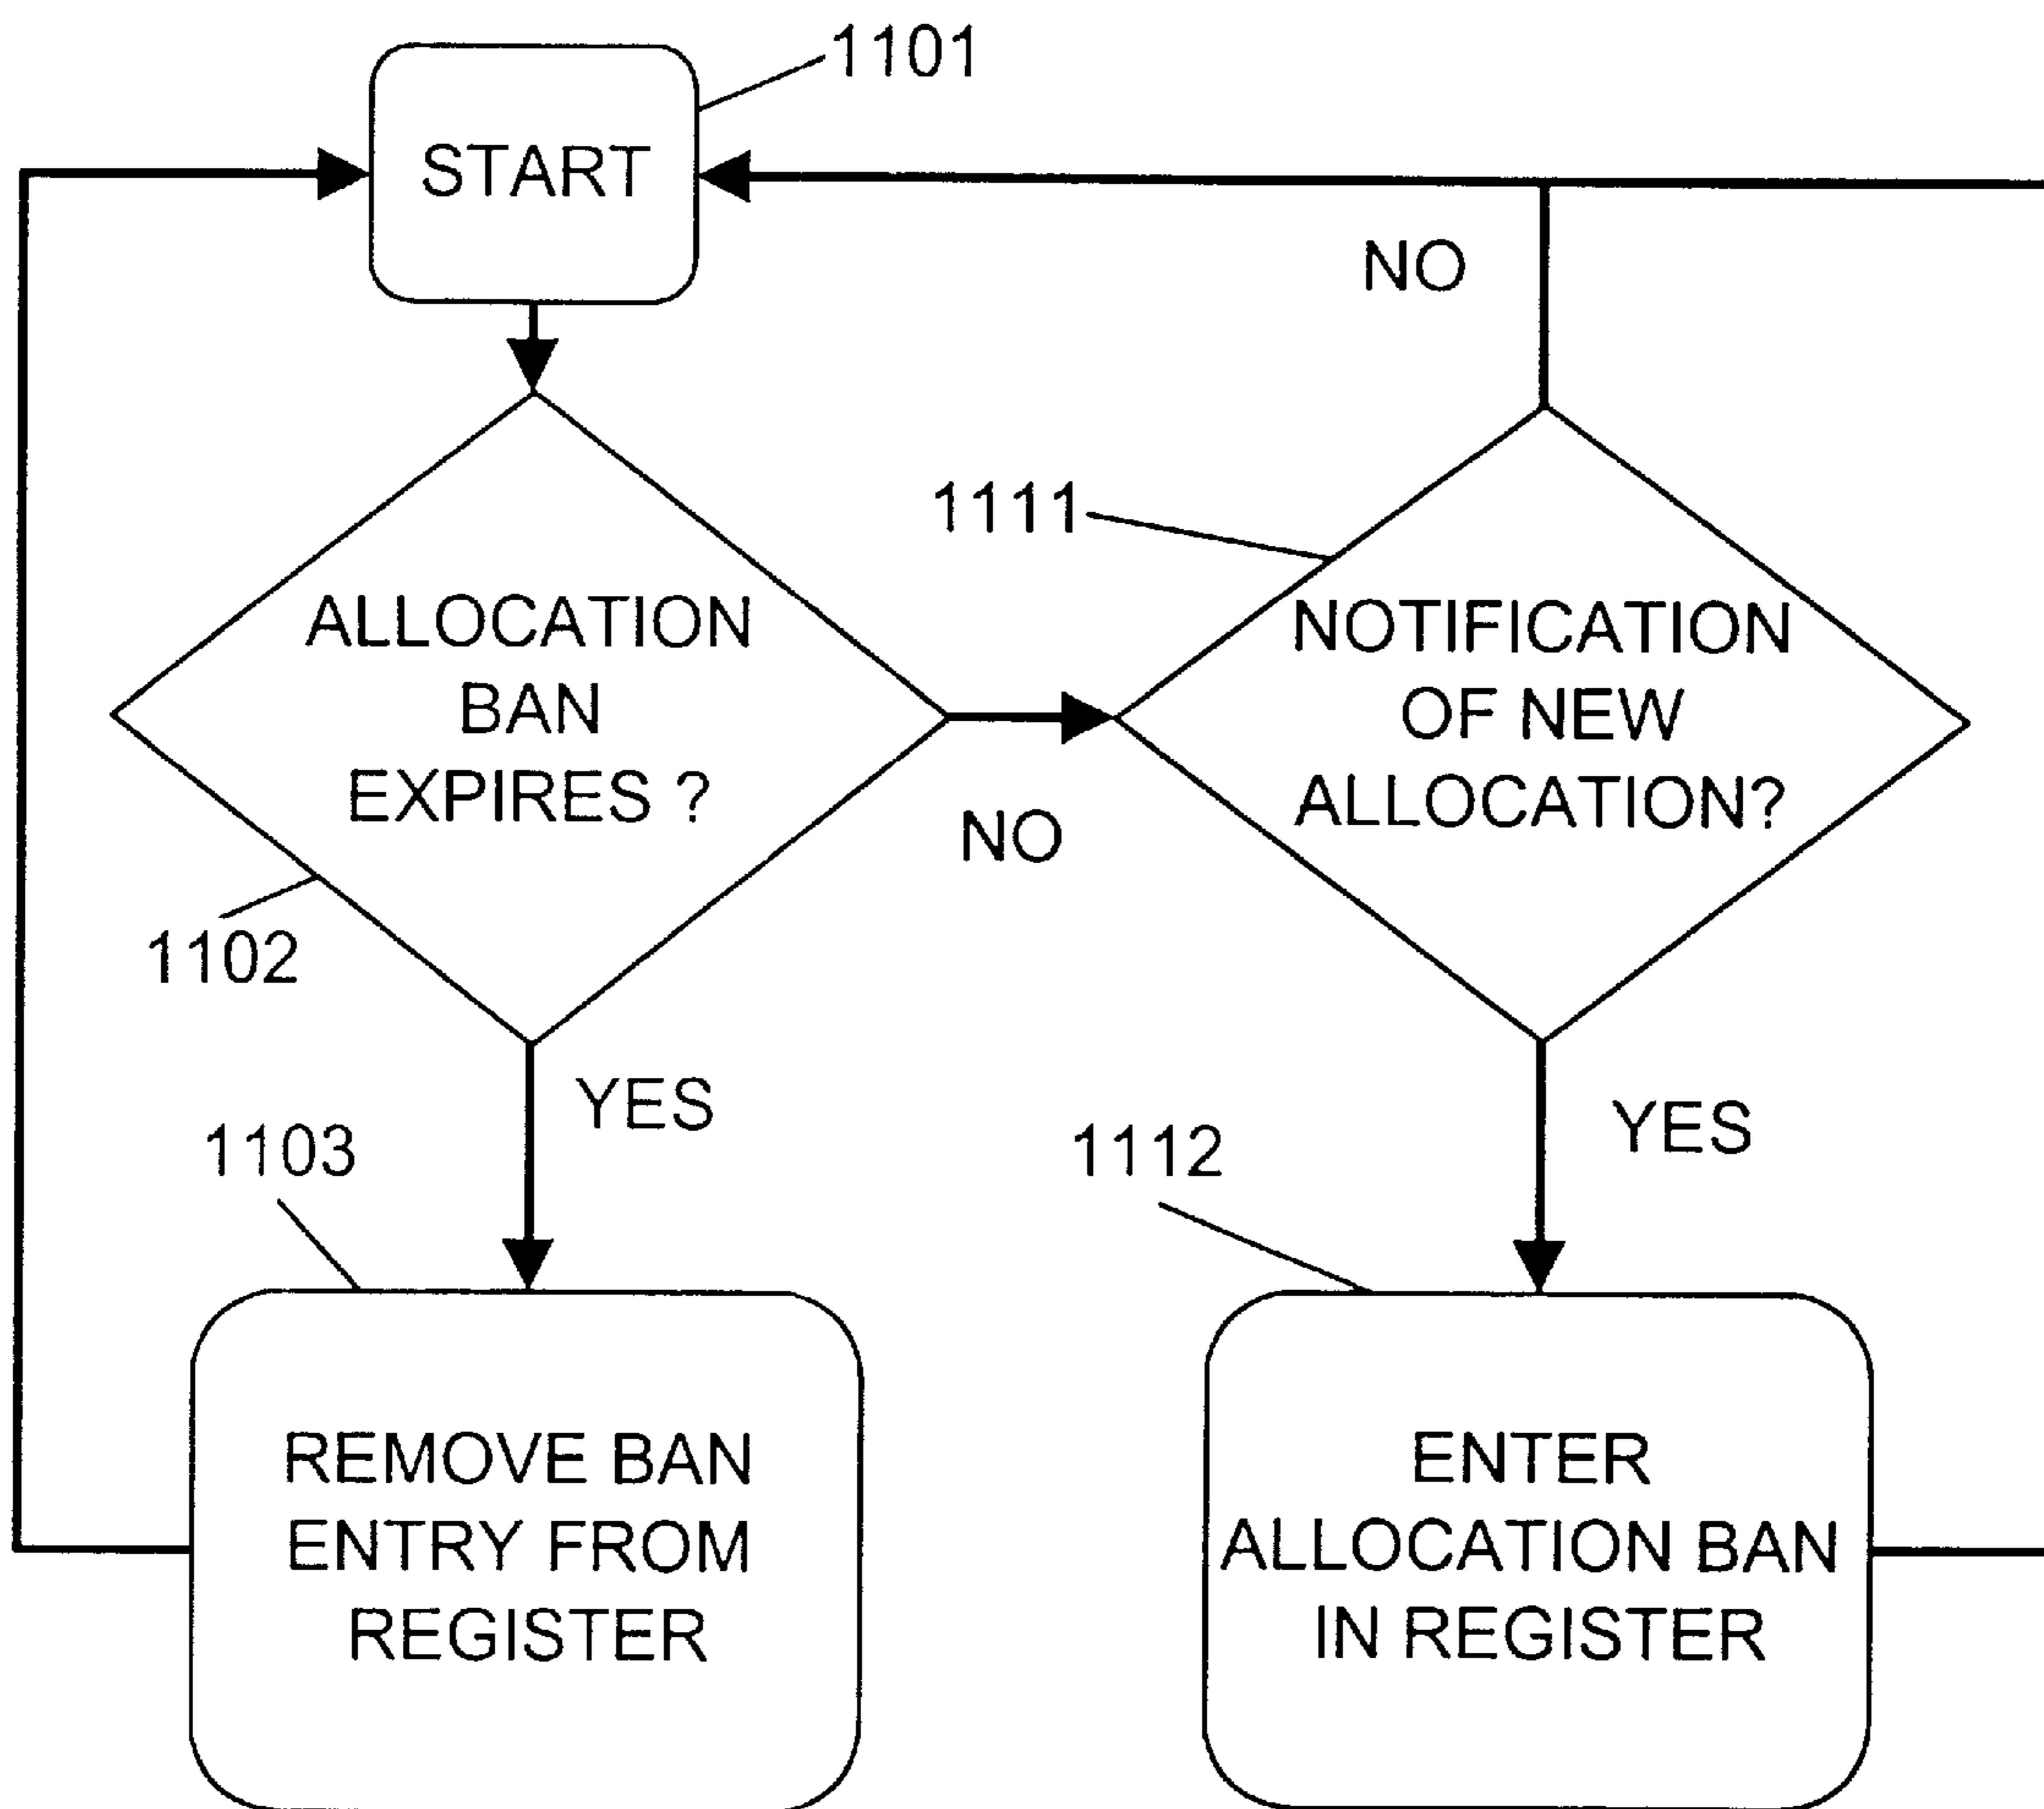 1101
START
NO
1111
ALLOCATION
BAN
EXPIRES ?
NOTIFICATION
OF NEW
ALLOCATION?
NO
1102
YES
YES
1103
1112
REMOVE BAN
ENTRY FROM
REGISTER
ENTER
ALLOCATION BAN
IN REGISTER